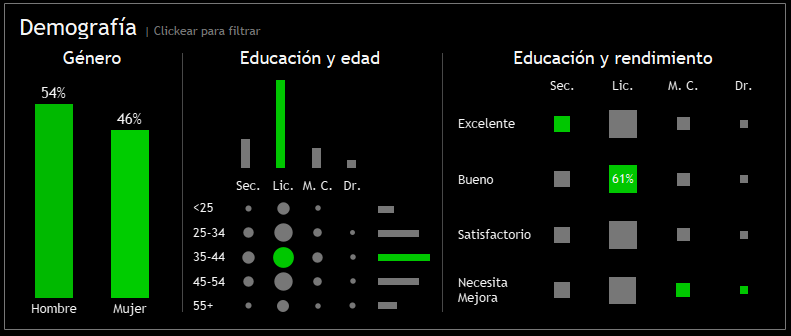 Demografía | Clickear para filtrar
Género
54%
46%
Hombre Mujer
Educación y edad
Sec. Lic. M. C. Dr.
<25
25-34
35-44
45-54
55+
Educación y rendimiento
Sec. Lic. M. C. Dr.
Excelente
Bueno 61%
Satisfactorio
Necesita
Mejora